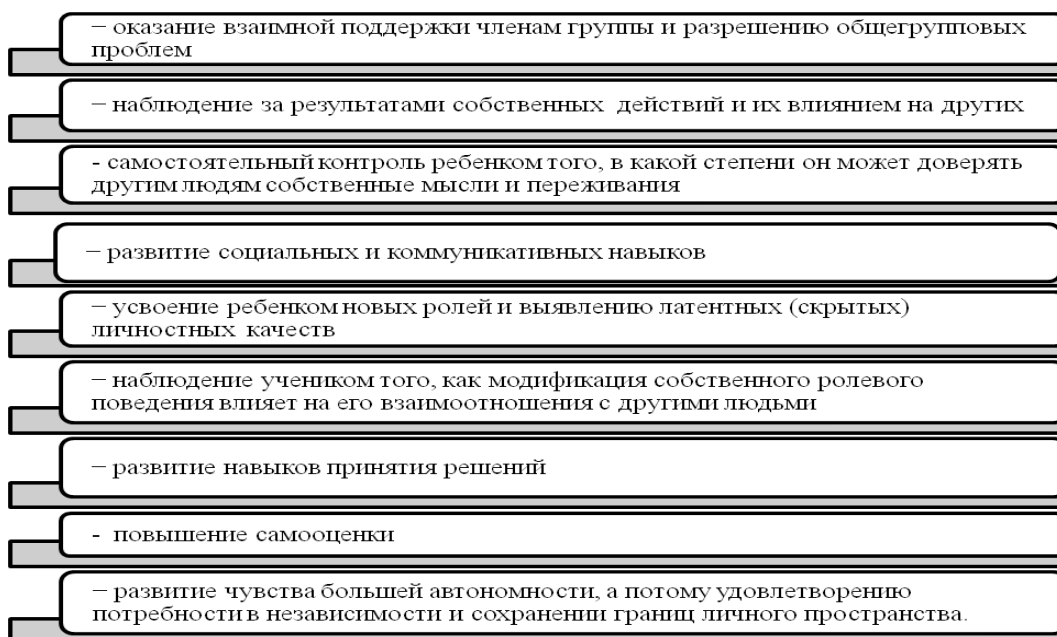 – оказание взаимной поддержки членам группы и разрешению общегрупповых
проблем
– наблюдение за результатами собственных действий и их влиянием на других
- самостоятельный контроль ребенком того, в какой степени он может доверять
другим людям собственные мысли и переживания
– развитие социальных и коммуникативных навыков
– усвоение ребенком новых ролей и выявлению латентных (скрытых)
личностных качеств
– наблюдение учеником того, как модификация собственного ролевого
поведения влияет на его взаимоотношения с другими людьми
– развитие навыков принятия решений
- повышение самооценки
– развитие чувства большей автономности, а потому удовлетворению
потребности в независимости и сохранении границ личного пространства.